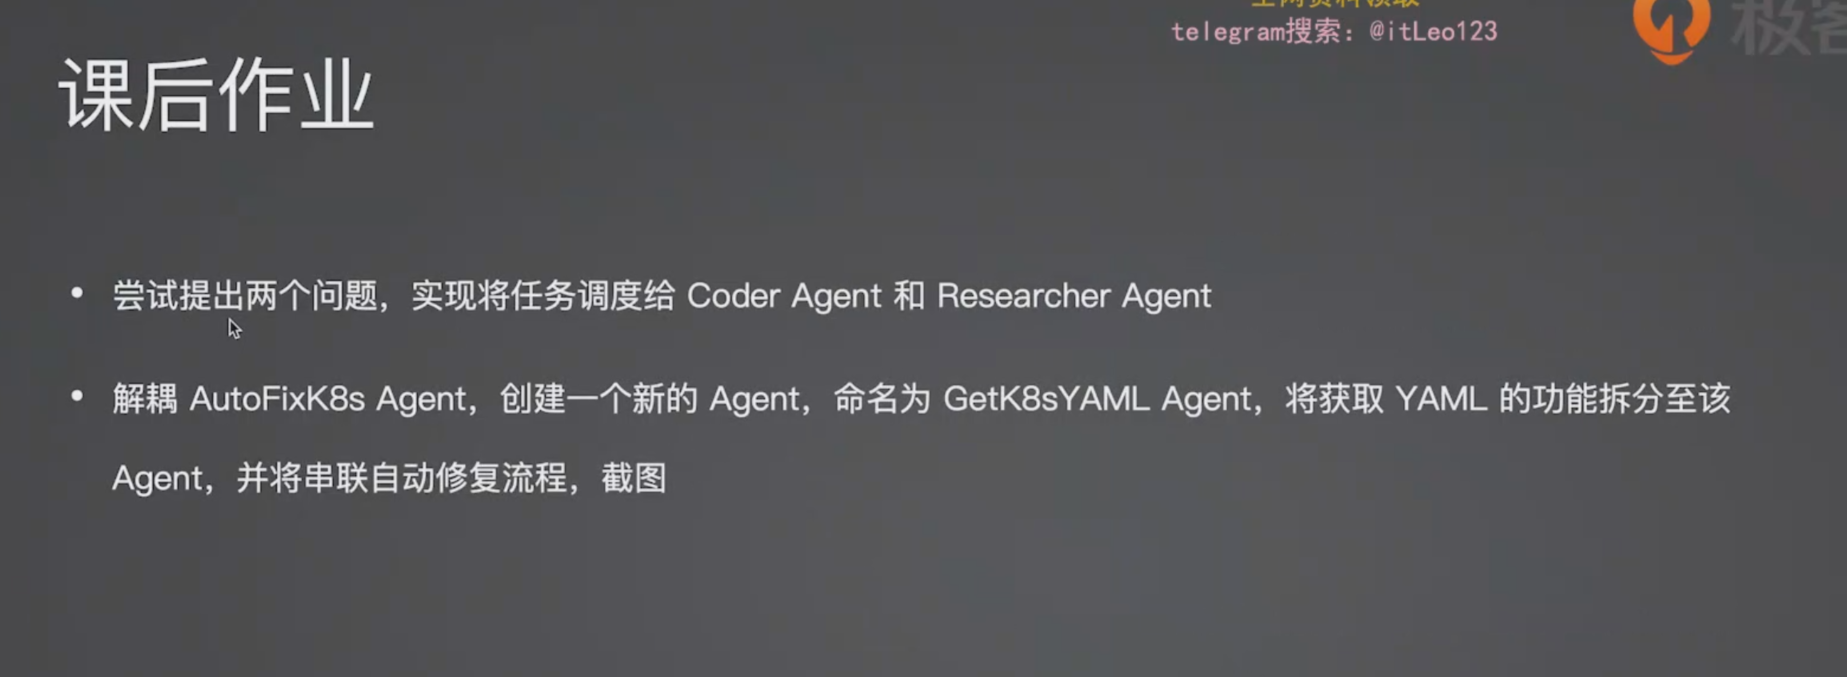 telegram搜索：@itLeo123
极客
课后作业
• 尝试提出两个问题，实现将任务调度给 Coder Agent 和 Researcher Agent
• 解耦 AutoFixK8s Agent，创建一个新的 Agent，命名为 GetK8sYAML Agent，将获取 YAML 的功能拆分至该
Agent，并将串联自动修复流程，截图